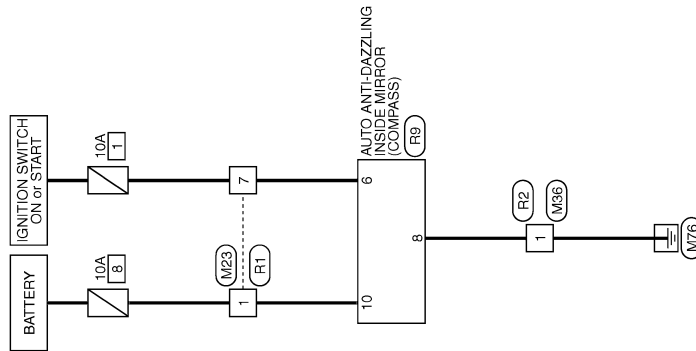 BATTERY
IGNITION SWITCH
ON or START
10A
8
10A
1
M23
1
R1
7
10
6
AUTO ANTI-DAZZLING
INSIDE MIRROR
(COMPASS)
R9
8
R2
1
M36
M76